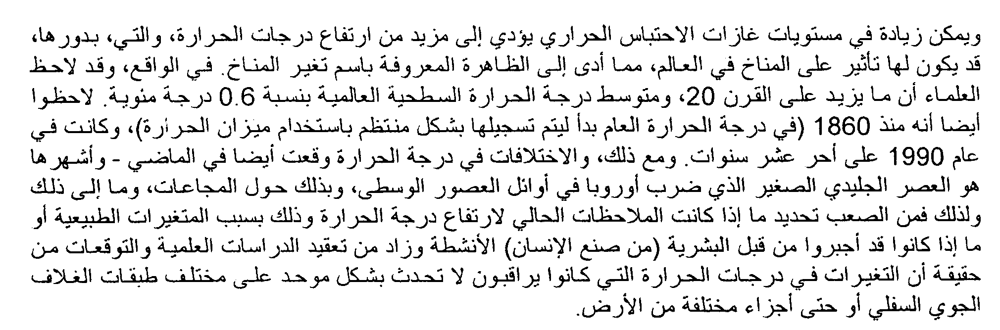 ويمكن زيادة في مستويات غازات الاحتباس الحراري يؤدي إلى مزيد من ارتفاع درجات الحرارة، والتي، بدورها،
قد يكون لها تأثير على المناخ في العالم، مما أدى إلى الظاهرة المعروفة باسم تغير المناخ. في الواقع، وقد لاحظ
العلماء أن ما يزيد على القرن 20، ومتوسط درجة الحرارة السطحية العالمية بنسبة 0.6 درجة منوية. لاحظوا
أيضا أنه منذ 1860 (في درجة الحرارة العام بدأ ليتم تسجيلها بشكل منتظم باستخدام ميزان الحرارة)، وكانت في
عام 1990 على أحر عشر سنوات. ومع ذلك، والاختلافات في درجة الحرارة وقعت أيضا في الماضي - وأشهرها
هو العصر الجليدي الصغير الذي ضرب أوروبا في أوائل العصور الوسطى، وبذلك حول المجاعات، وما إلى ذلك
ولذلك فمن الصعب تحديد ما إذا كانت الملاحظات الحالي لارتفاع درجة الحرارة وذلك بسبب المتغيرات الطبيعية أو
ما إذا كانوا قد أجبروا من قبل البشرية (من صنع الإنسان) الأنشطة وزاد من تعقيد الدراسات العلمية والتوقعات من
حقيقة أن التغيرات في درجات الحرارة التي كانوا يراقبون لا تحدث بشكل موحد على مختلف طبقات الغلاف
الجوي السفلي أو حتى أجزاء مختلفة من الأرض.